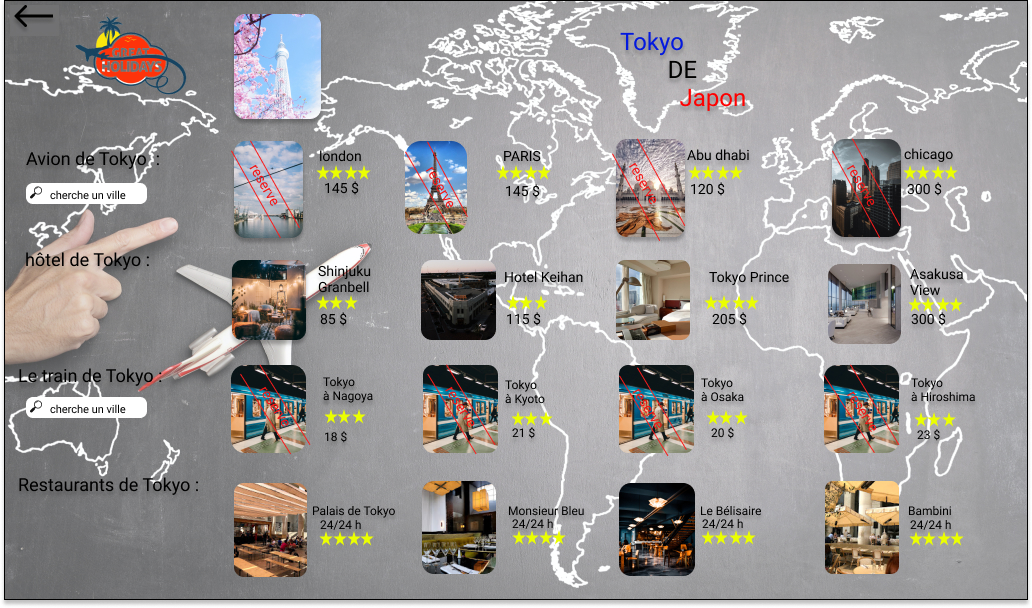 GREAT
HOLIDAYS
Tokyo
DE
Japon
Avion de Tokyo :
cherche un ville
reserve
london
145 $
reserve
PARIS
145 $
reserve
Abu dhabi
120 $
reserve
chicago
300 $
hôtel de Tokyo :
Shinjuku
Granbell
85 $
Hotel Keihan
115 $
Tokyo Prince
205 $
Asakusa
View
300 $
Le train de Tokyo :
cherche un ville
Tokyo
à Nagoya
18 $
Tokyo
à Kyoto
21 $
Tokyo
à Osaka
20 $
Tokyo
à Hiroshima
23 $
Restaurants de Tokyo :
Palais de Tokyo
24/24 h
Monsieur Bleu
24/24 h
Le Bélisaire
24/24 h
Bambini
24/24 h